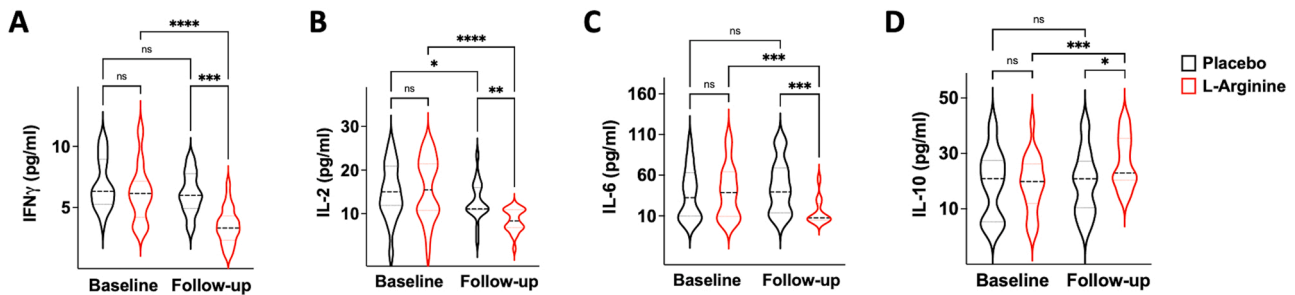 A
****
ns
ns
***
IFNγ (pg/ml)
10
5
Baseline Follow-up
B
****
*
ns
**
IL-2 (pg/ml)
30
20
10
Baseline Follow-up
C
ns
***
ns
***
IL-6 (pg/ml)
160
110
60
10
Baseline Follow-up
D
ns
***
ns
*
IL-10 (pg/ml)
50
30
10
Baseline Follow-up
Placebo
L-Arginine